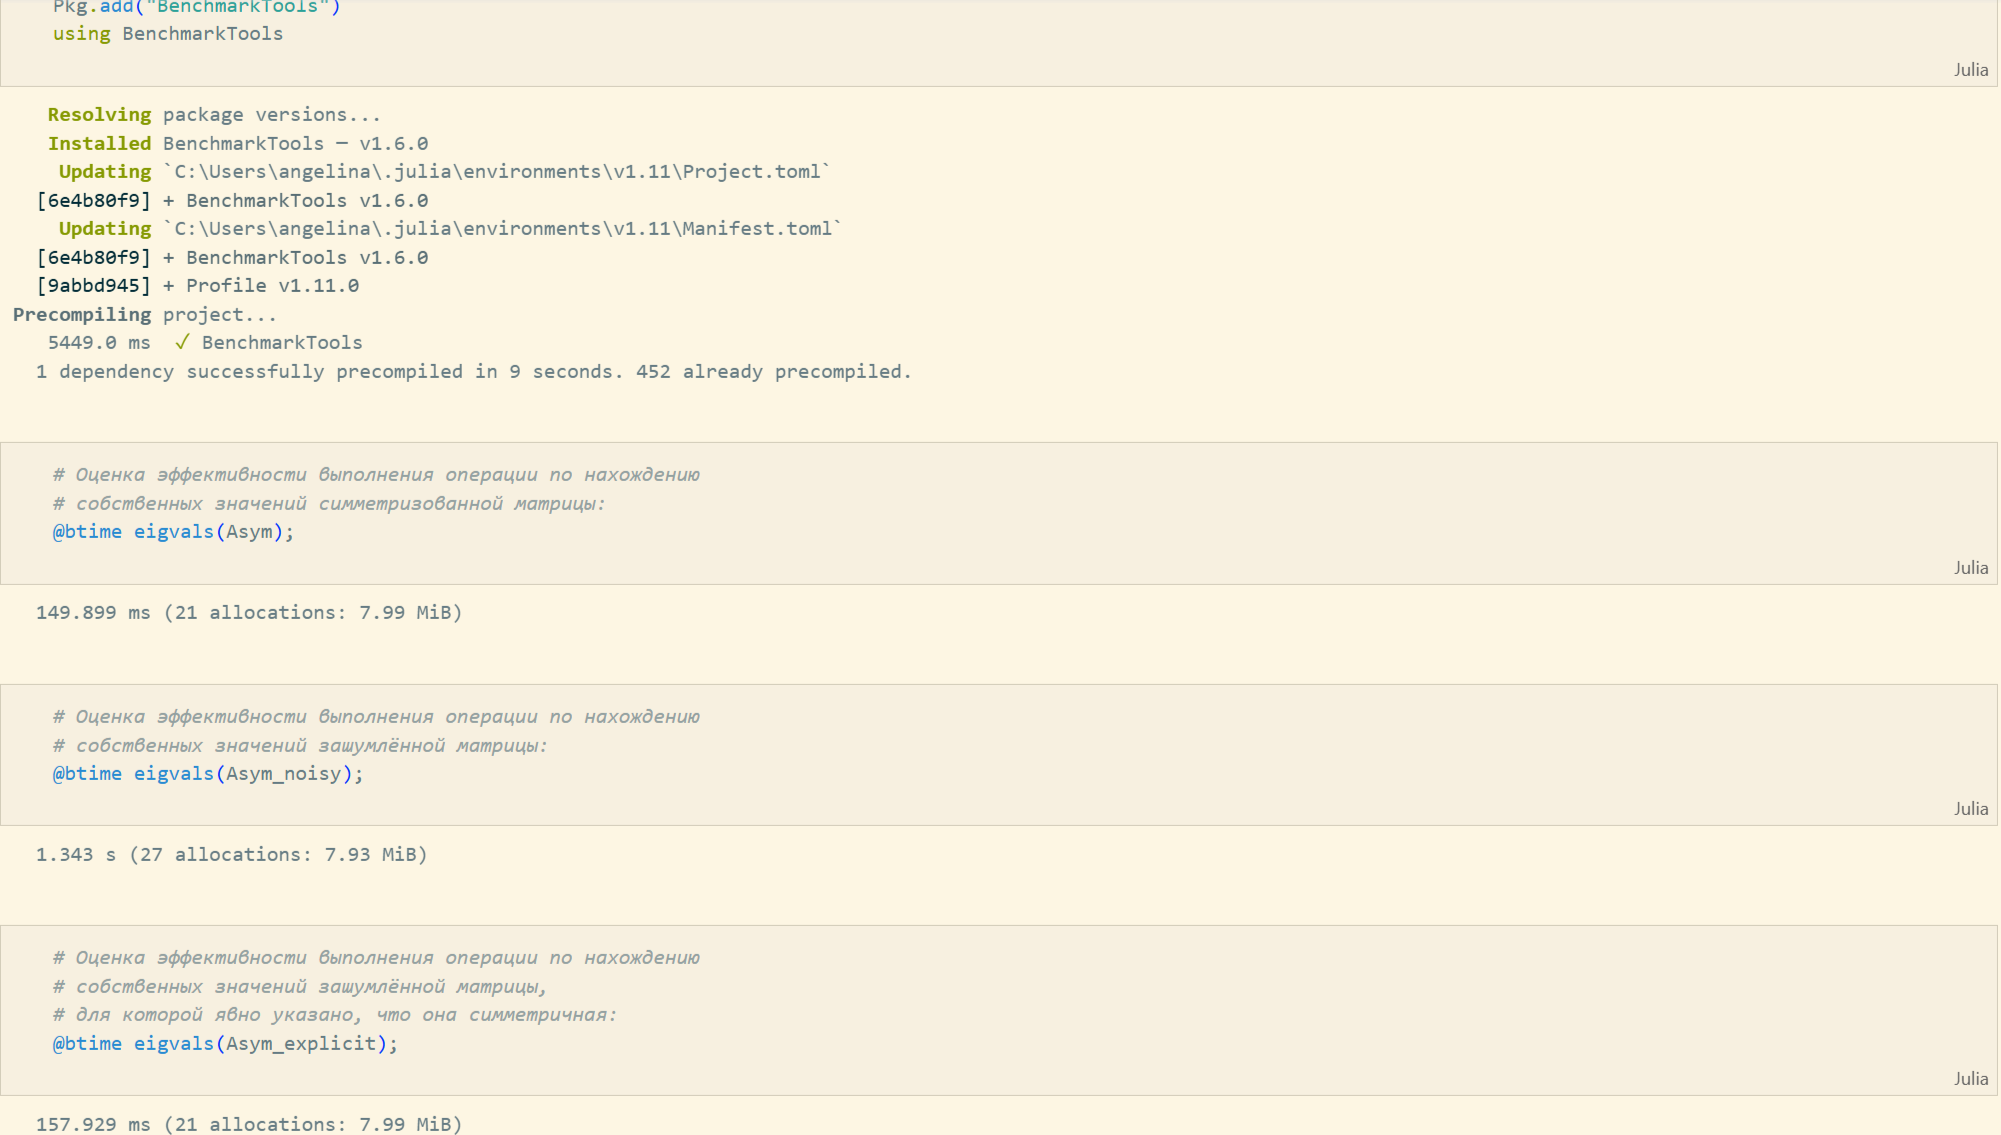 Pkg.add("BenchmarkTools")
using BenchmarkTools
Julia
Resolving package versions...
Installed BenchmarkTools — v1.6.0
Updating `C:\Users\angelina\.julia\environments\v1.11\Project.toml`
[6e4b80f9] + BenchmarkTools v1.6.0
Updating `C:\Users\angelina\.julia\environments\v1.11\Manifest.toml`
[6e4b80f9] + BenchmarkTools v1.6.0
[9abbd945] + Profile v1.11.0
Precompiling project...
5449.0 ms ✓ BenchmarkTools
1 dependency successfully precompiled in 9 seconds. 452 already precompiled.
# Оценка эффективности выполнения операции по нахождению
# собственных значений симметризованной матрицы:
@btime eigvals(Asym);
Julia
149.899 ms (21 allocations: 7.99 MiB)
# Оценка эффективности выполнения операции по нахождению
# собственных значений зашумлённой матрицы:
@btime eigvals(Asym_noisy);
Julia
1.343 s (27 allocations: 7.93 MiB)
# Оценка эффективности выполнения операции по нахождению
# собственных значений зашумлённой матрицы,
# для которой явно указано, что она симметричная:
@btime eigvals(Asym_explicit);
Julia
157.929 ms (21 allocations: 7.99 MiB)